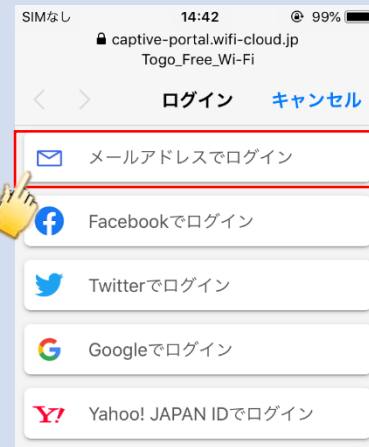 SIMなし 14:42 99%
captive-portal.wifi-cloud.jp
Togo_Free_Wi-Fi
ログイン キャンセル
メールアドレスでログイン
Facebookでログイン
Twitterでログイン
Googleでログイン
Y! Yahoo! JAPAN IDでログイン